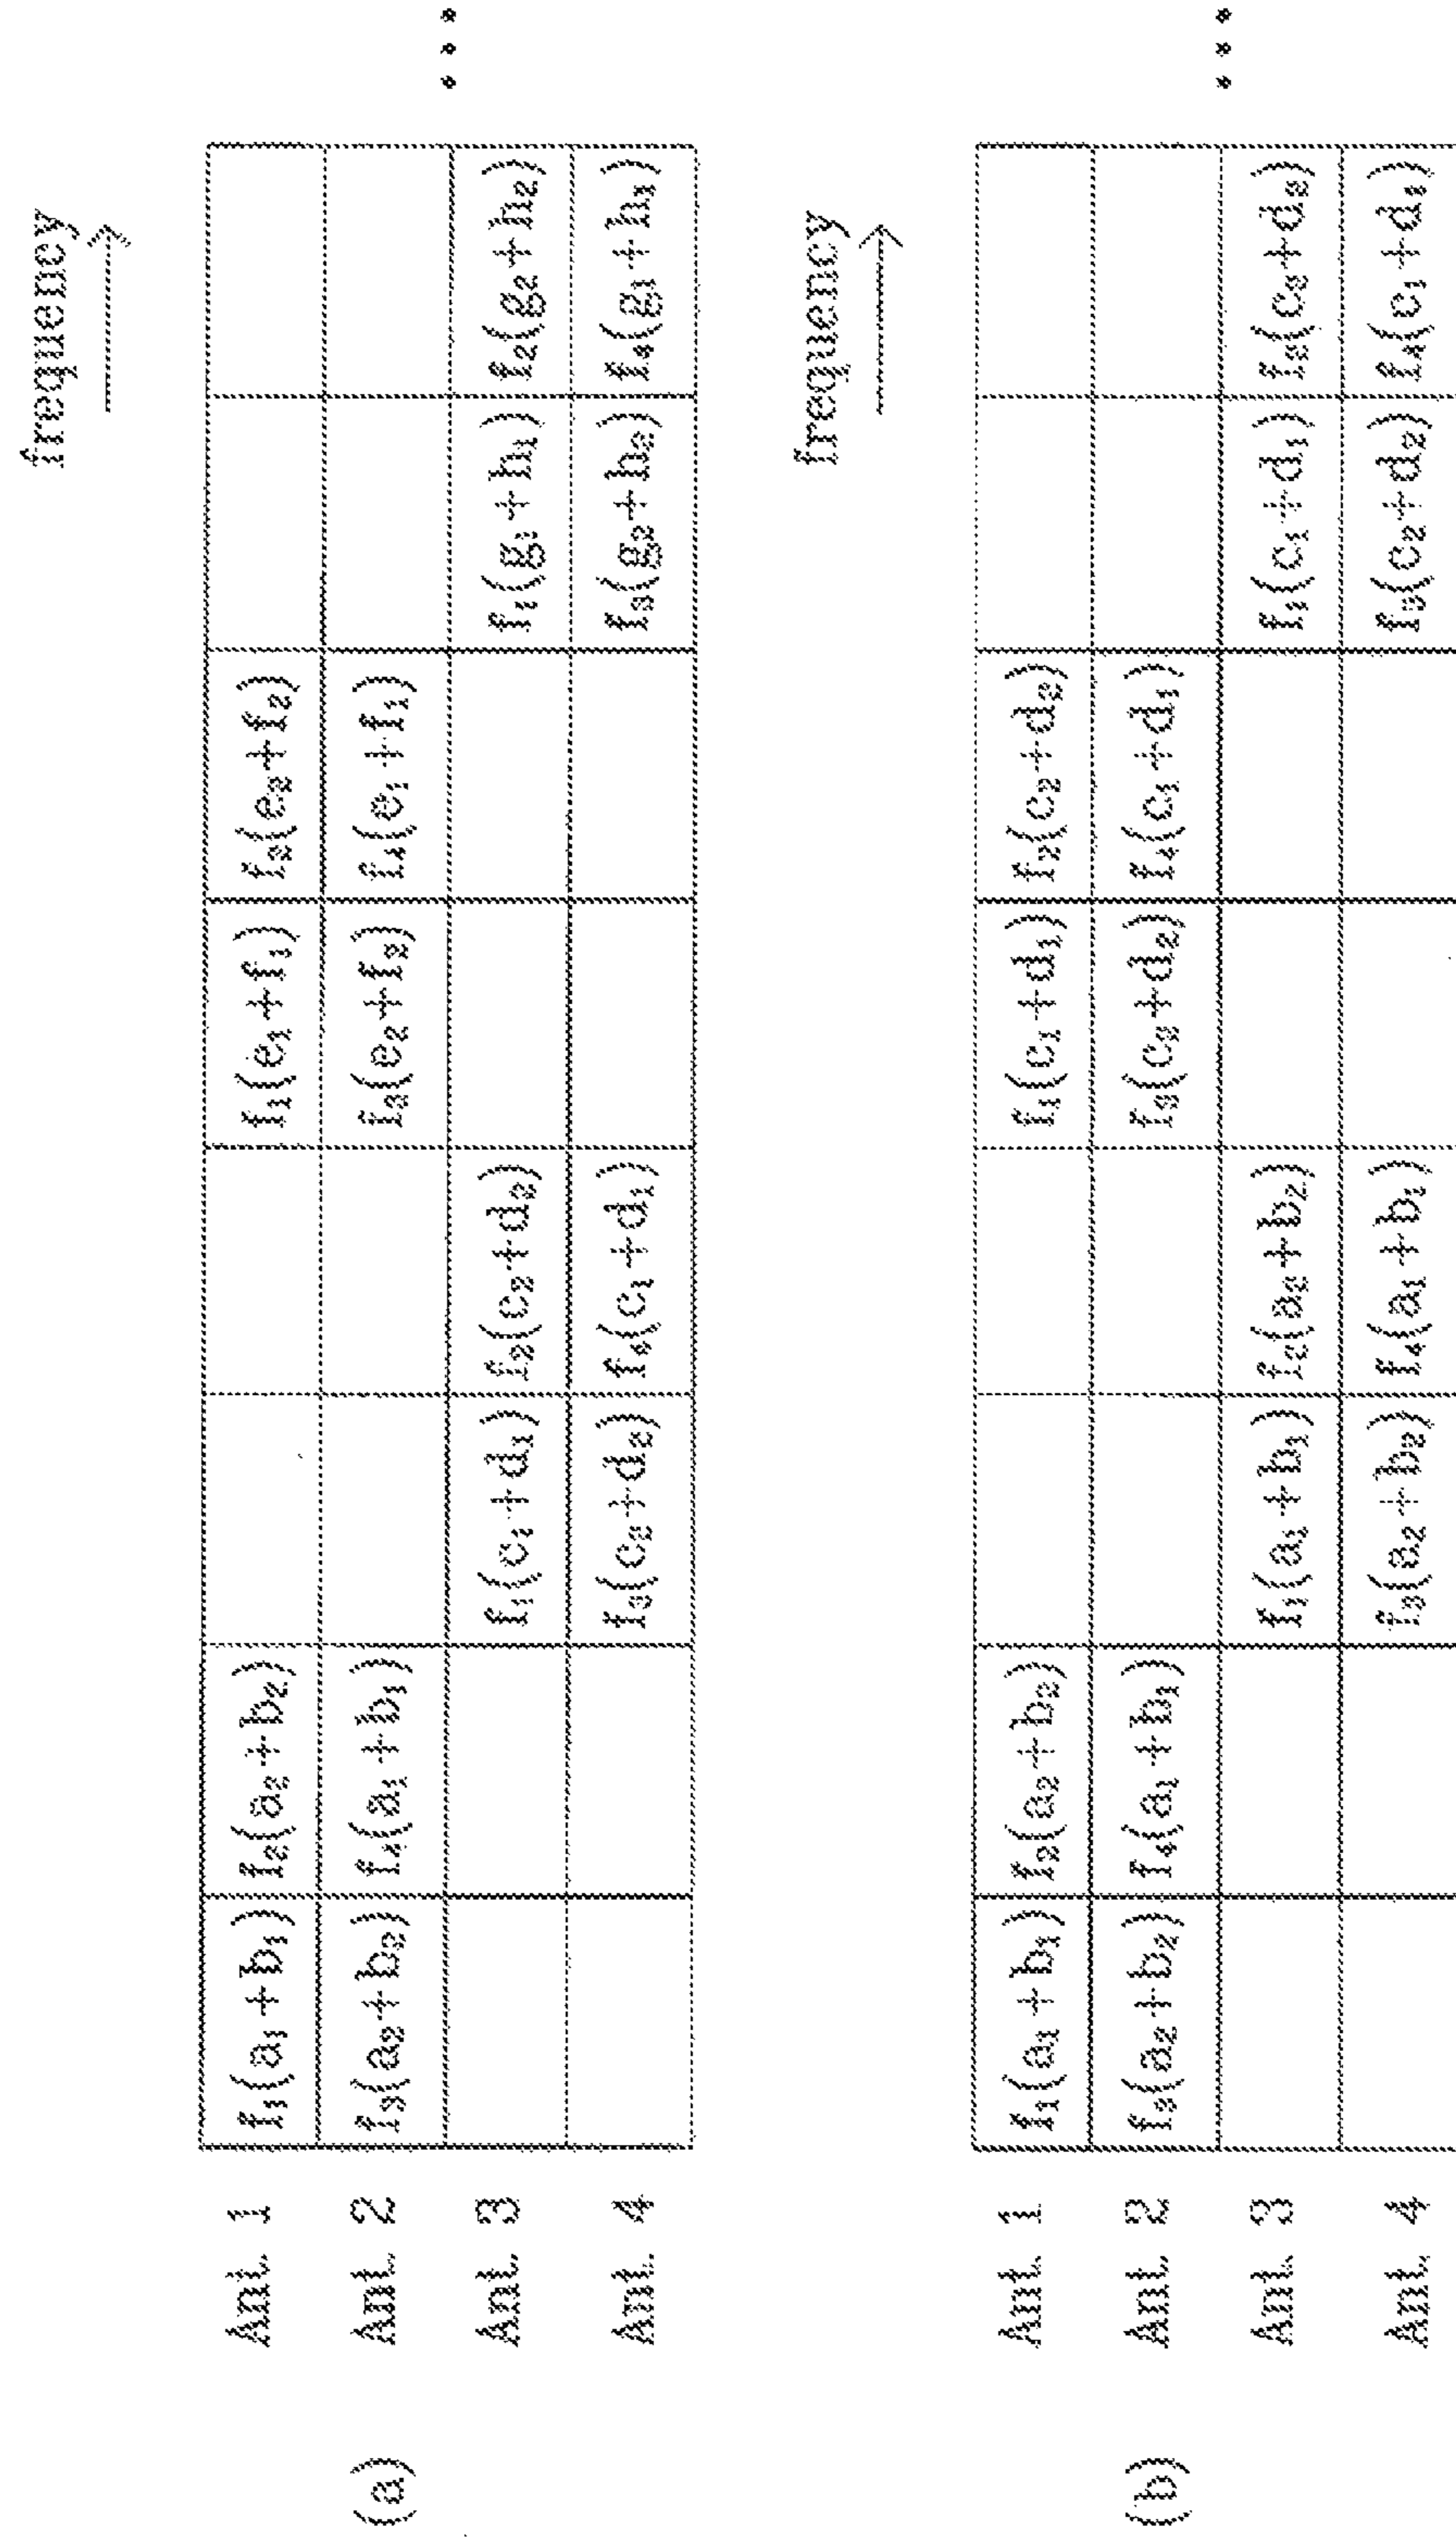 frequency
(a)
Ant. 1 f₁(a₁+b₁) f₂(a₂+b₂) f₁(e₁+f₁) f₂(e₂+f₂)
Ant. 2 f₃(a₂+b₂) f₄(a₁+b₁) f₃(e₂+f₂) f₄(e₁+f₁)
Ant. 3 f₁(c₁+d₁) f₂(c₂+d₂) f₁(g₁+h₁) f₂(g₂+h₂)
Ant. 4 f₃(c₂+d₂) f₄(c₁+d₁) f₃(g₂+h₂) f₄(g₁+h₁)
frequency
(b)
Ant. 1 f₁(a₁+b₁) f₂(a₂+b₂) f₁(c₁+d₁) f₂(c₂+d₂)
Ant. 2 f₃(a₂+b₂) f₄(a₁+b₁) f₃(c₂+d₂) f₄(c₁+d₁)
Ant. 3 f₁(a₁+b₁) f₂(a₂+b₂) f₁(c₁+d₁) f₂(c₂+d₂)
Ant. 4 f₃(a₂+b₂) f₄(a₁+b₁) f₃(c₂+d₂) f₄(c₁+d₁)